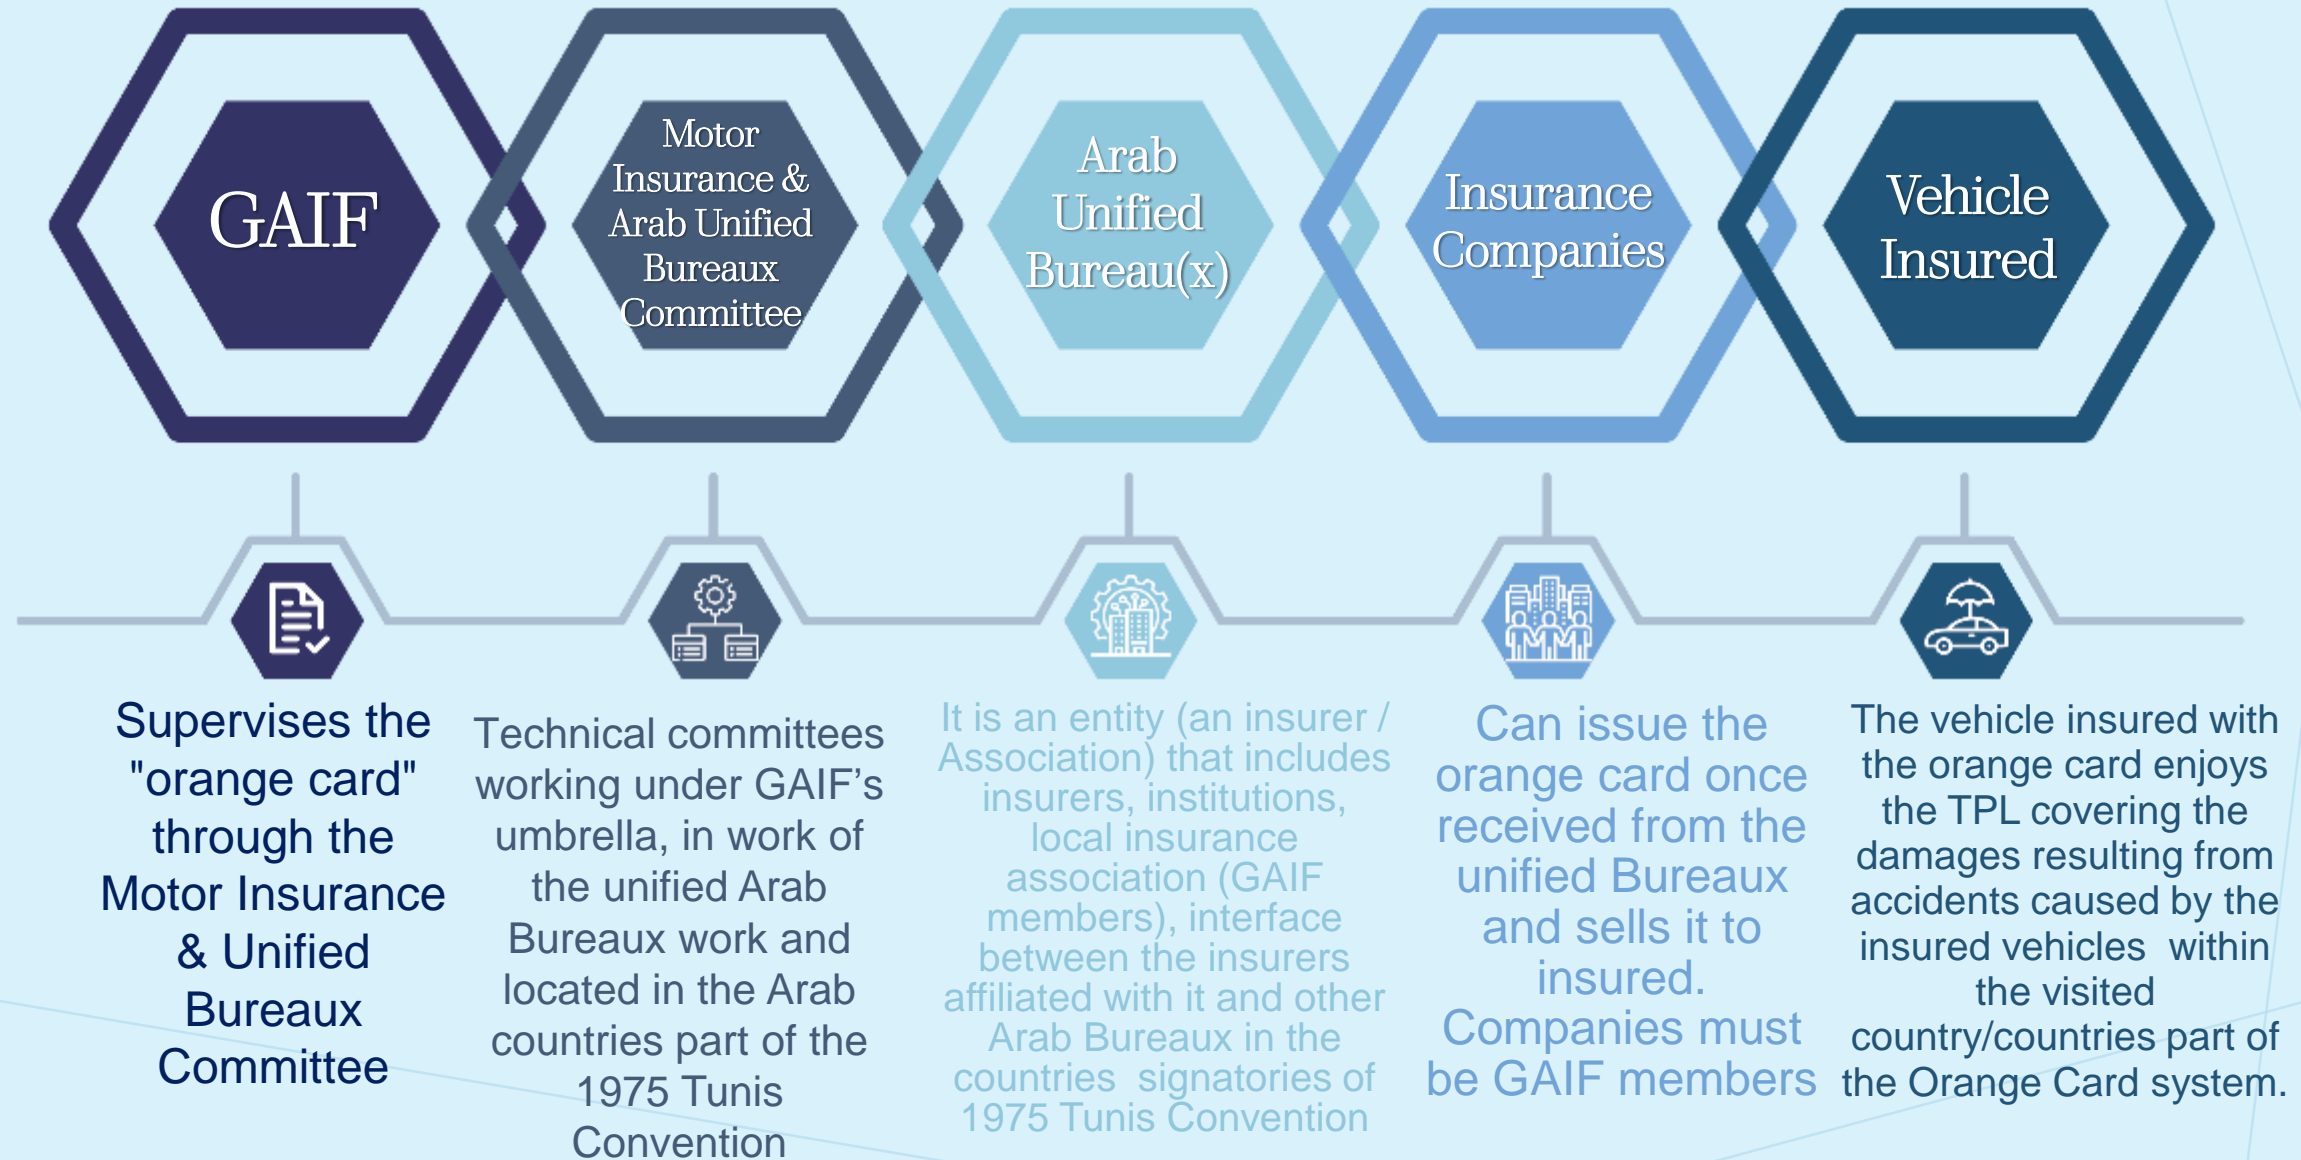 GAIF
Motor
Insurance &
Arab Unified
Bureaux
Committee
Arab
Unified
Bureau(x)
Insurance
Companies
Vehicle
Insured
Supervises the
"orange card"
through the
Motor Insurance
& Unified
Bureaux
Committee
Technical committees
working under GAIF’s
umbrella, in work of
the unified Arab
Bureaux work and
located in the Arab
countries part of the
1975 Tunis
Convention
It is an entity (an insurer /
Association) that includes
insurers, institutions,
local insurance
association (GAIF
members), interface
between the insurers
affiliated with it and other
Arab Bureaux in the
countries  signatories of
1975 Tunis Convention
Can issue the
orange card once
received from the
unified Bureaux
and sells it to
insured.
Companies must
be GAIF members
The vehicle insured with
the orange card enjoys
the TPL covering the
damages resulting from
accidents caused by the
insured vehicles  within
the visited
country/countries part of
the Orange Card system.